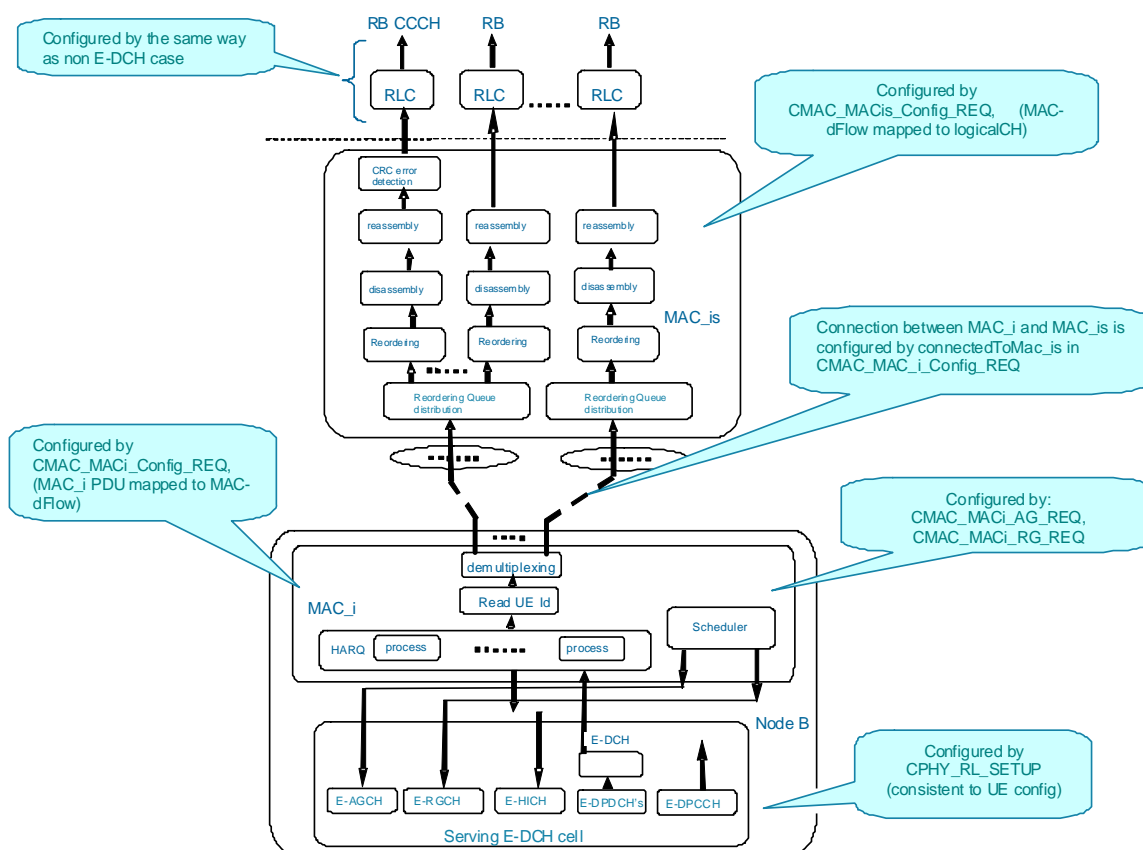 RB CCCH
RB
RB
Configured by the same way
as non E-DCH case
RLC
RLC
RLC
Configured by
CMAC_MACis_Config_REQ, (MAC-
dFlow mapped to logicalCH)
CRC error
detection
reassembly
reassembly
reassembly
disassembly
disassembly
disassembly
MAC_is
Reordering
Reordering
Reordering
Reordering Queue
distribution
Reordering Queue
distribution
Connection between MAC_i and MAC_is is
configured by connectedToMac_is in
CMAC_MAC_i_Config_REQ
Configured by
CMAC_MACi_Config_REQ,
(MAC_i PDU mapped to MAC-
dFlow)
Configured by:
CMAC_MACi_AG_REQ,
CMAC_MACi_RG_REQ
demultiplexing
Read UE Id
MAC_i
Scheduler
HARQ
process
process
Node B
E-DCH
E-AGCH
E-RGCH
E-HICH
E-DPDCH's
E-DPCCH
Serving E-DCH cell
Configured by
CPHY_RL_SETUP
(consistent to UE config)